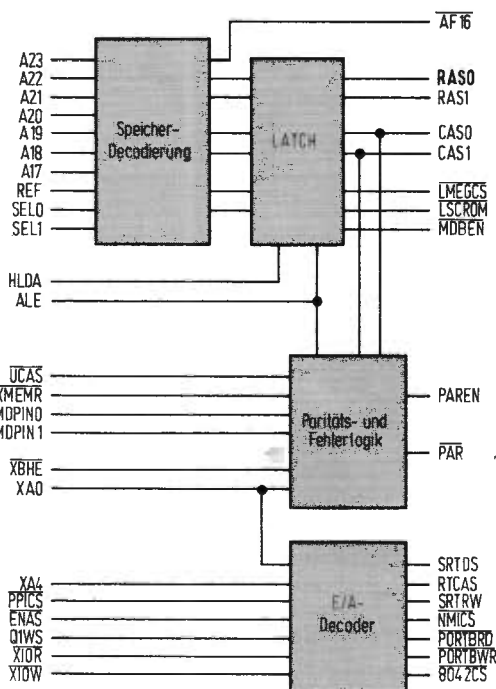 AF16
A23
A22
A21
A20
A19
A18
A17
REF
SEL0
SEL1
Speicher-
Decodierung
LATCH
RAS0
RAS1
CAS0
CAS1
LMEGCS
LSCROM
MDBEN
HLDA
ALE
UCAS
XMEMR
MDPIN0
MDPIN1
XBHE
XA0
Paritäts- und
Fehlerlogik
PAREN
PAR
XA4
PPICS
ENAS
Q1WS
XIOR
XIOW
E/A-
Decoder
SRTDS
RTCAS
SRTRW
NMICS
PORTBRD
PORTBWR
8042CS